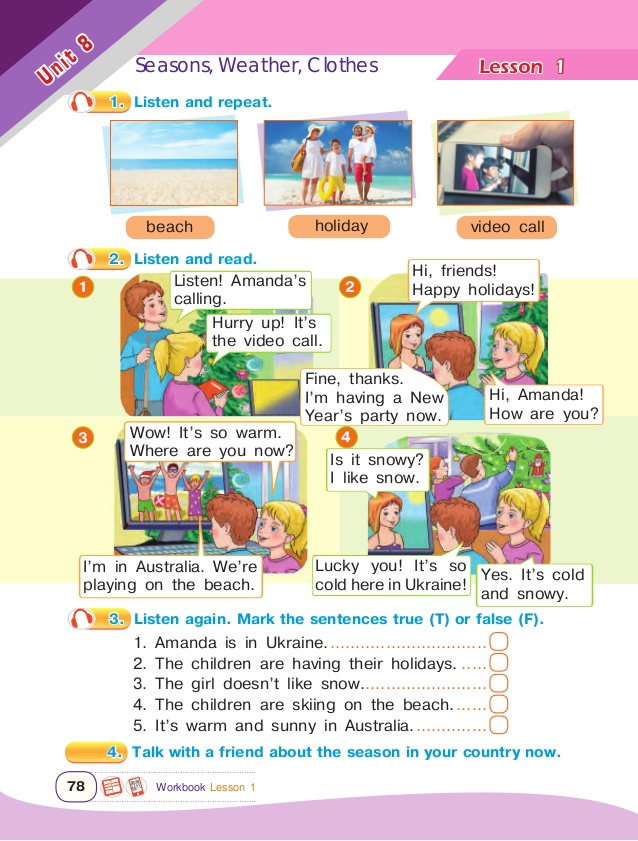 Unit 8
Seasons, Weather, Clothes
Lesson 1
1. Listen and repeat.
beach
holiday
video call
2. Listen and read.
1
Listen! Amanda's
calling.
Hurry up! It's
the video call.
2
Hi, friends!
Happy holidays!
Fine, thanks.
I'm having a New
Year's party now.
Hi, Amanda!
How are you?
3
Wow! It's so warm.
Where are you now?
I'm in Australia. We're
playing on the beach.
4
Is it snowy?
I like snow.
Lucky you! It's so
cold here in Ukraine!
Yes. It's cold
and snowy.
3. Listen again. Mark the sentences true (T) or false (F).
1. Amanda is in Ukraine. ...............................
2. The children are having their holidays. .....
3. The girl doesn't like snow.........................
4. The children are skiing on the beach. ......
5. It's warm and sunny in Australia. ..............
4. Talk with a friend about the season in your country now.
78
Workbook Lesson 1